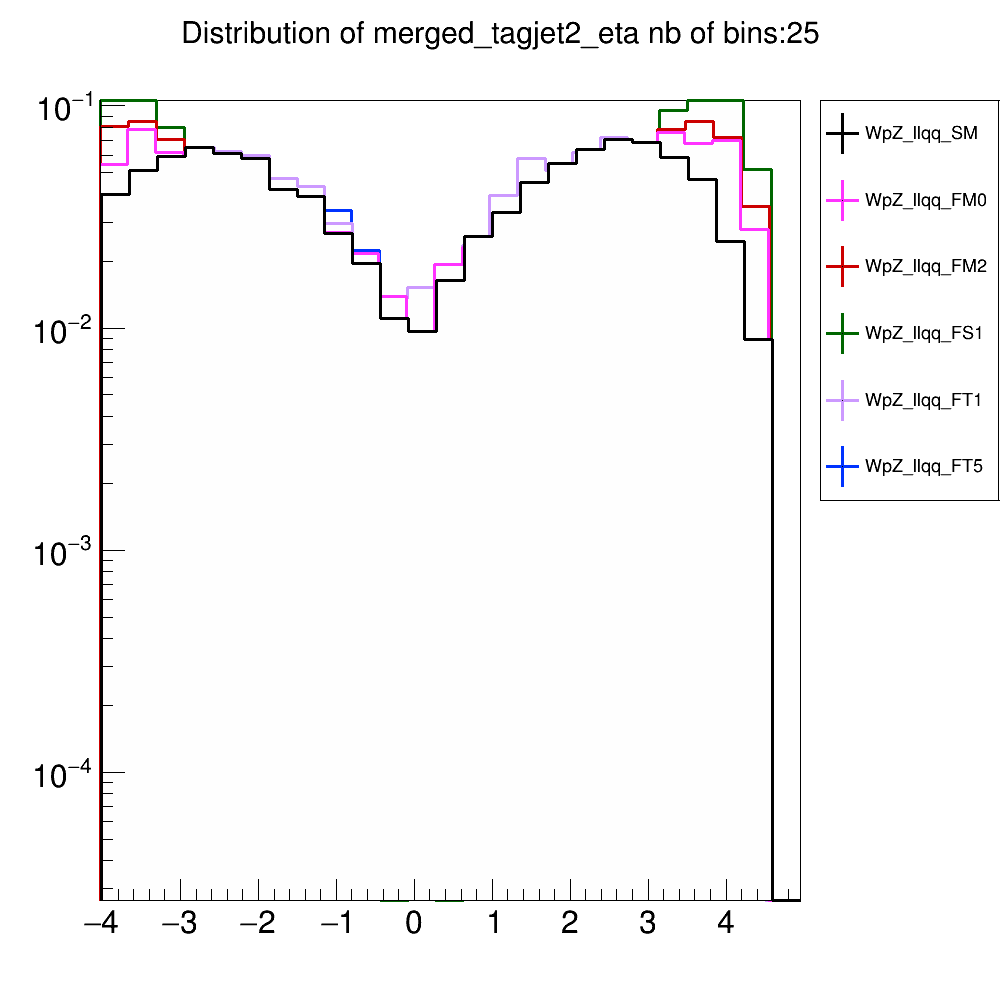 Distribution of merged_tagjet2_eta nb of bins:25
10⁻¹
10⁻²
10⁻³
10⁻⁴
−4 −3 −2 −1 0 1 2 3 4
WpZ_llqq_SM
WpZ_llqq_FM0
WpZ_llqq_FM2
WpZ_llqq_FS1
WpZ_llqq_FT1
WpZ_llqq_FT5